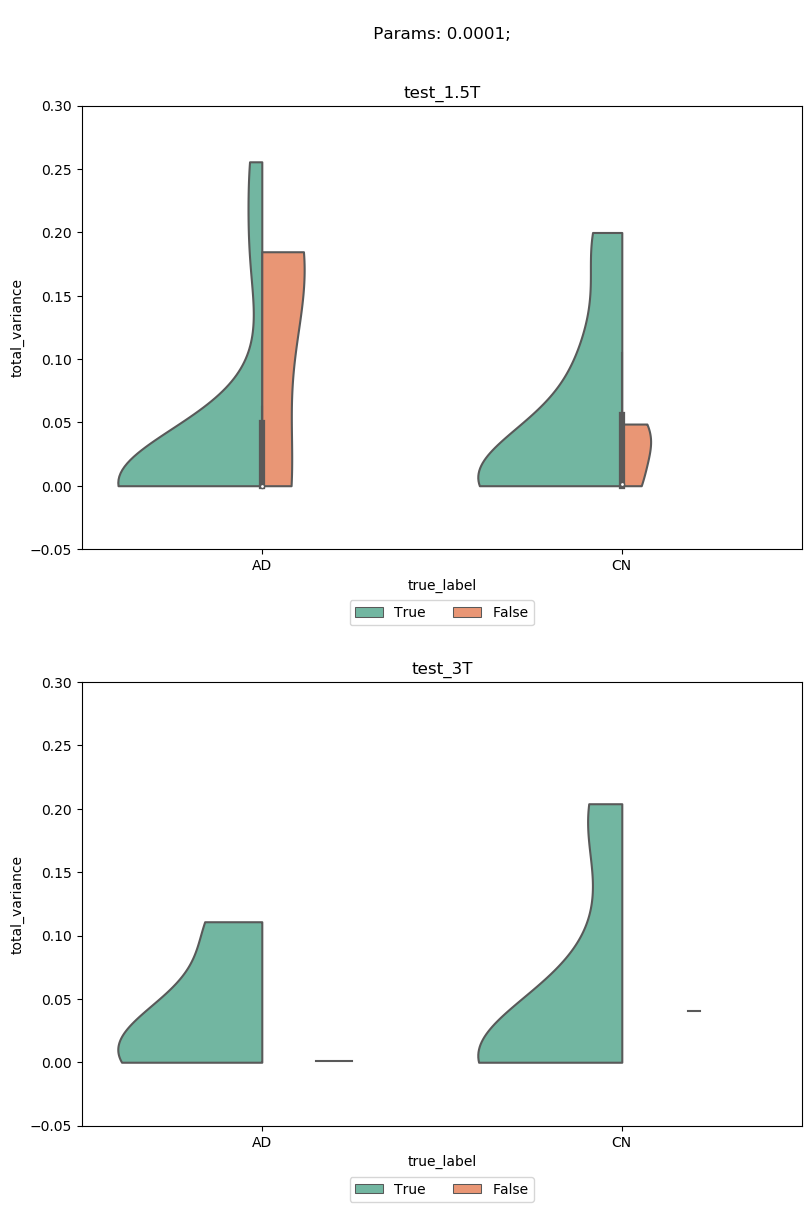 Params: 0.0001;
test_1.5T
0.30
0.25
0.20
0.15
0.10
0.05
0.00
−0.05
total_variance
AD CN
true_label
True False
test_3T
0.30
0.25
0.20
0.15
0.10
0.05
0.00
−0.05
total_variance
AD CN
true_label
True False